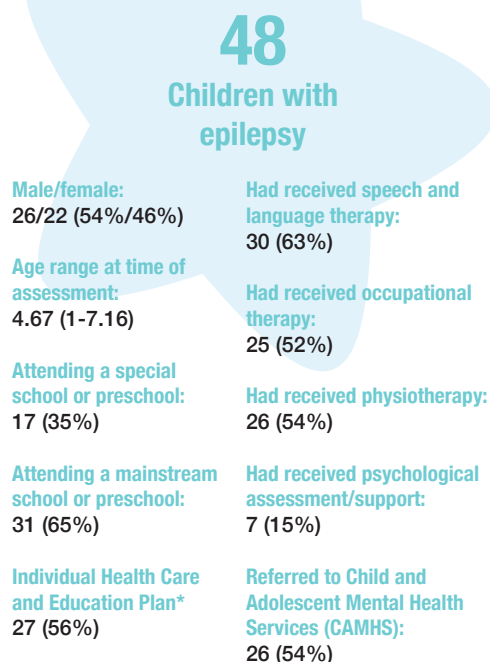 48
Children with
epilepsy
Male/female:
26/22 (54%/46%)
Age range at time of
assessment:
4.67 (1-7.16)
Attending a special
school or preschool:
17 (35%)
Attending a mainstream
school or preschool:
31 (65%)
Individual Health Care
and Education Plan*
27 (56%)
Had received speech and
language therapy:
30 (63%)
Had received occupational
therapy:
25 (52%)
Had received physiotherapy:
26 (54%)
Had received psychological
assessment/support:
7 (15%)
Referred to Child and
Adolescent Mental Health
Services (CAMHS):
26 (54%)